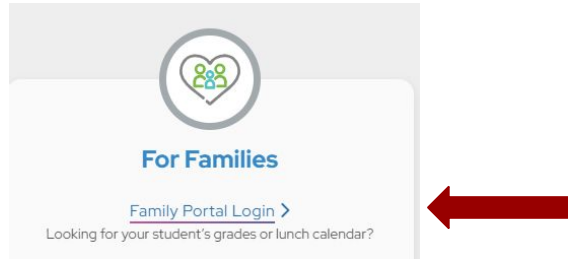 For Families
Family Portal Login >
Looking for your student's grades or lunch calendar?